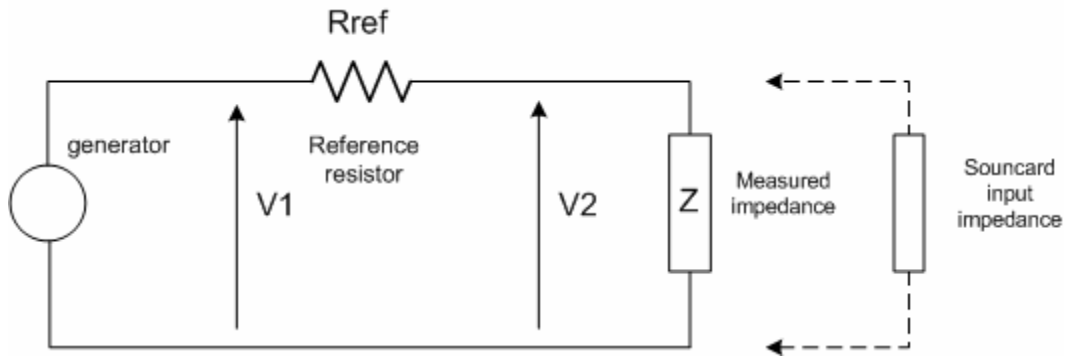 Rref
generator
Reference
resistor
V1
V2
Z
Measured
impedance
Souncard
input
impedance